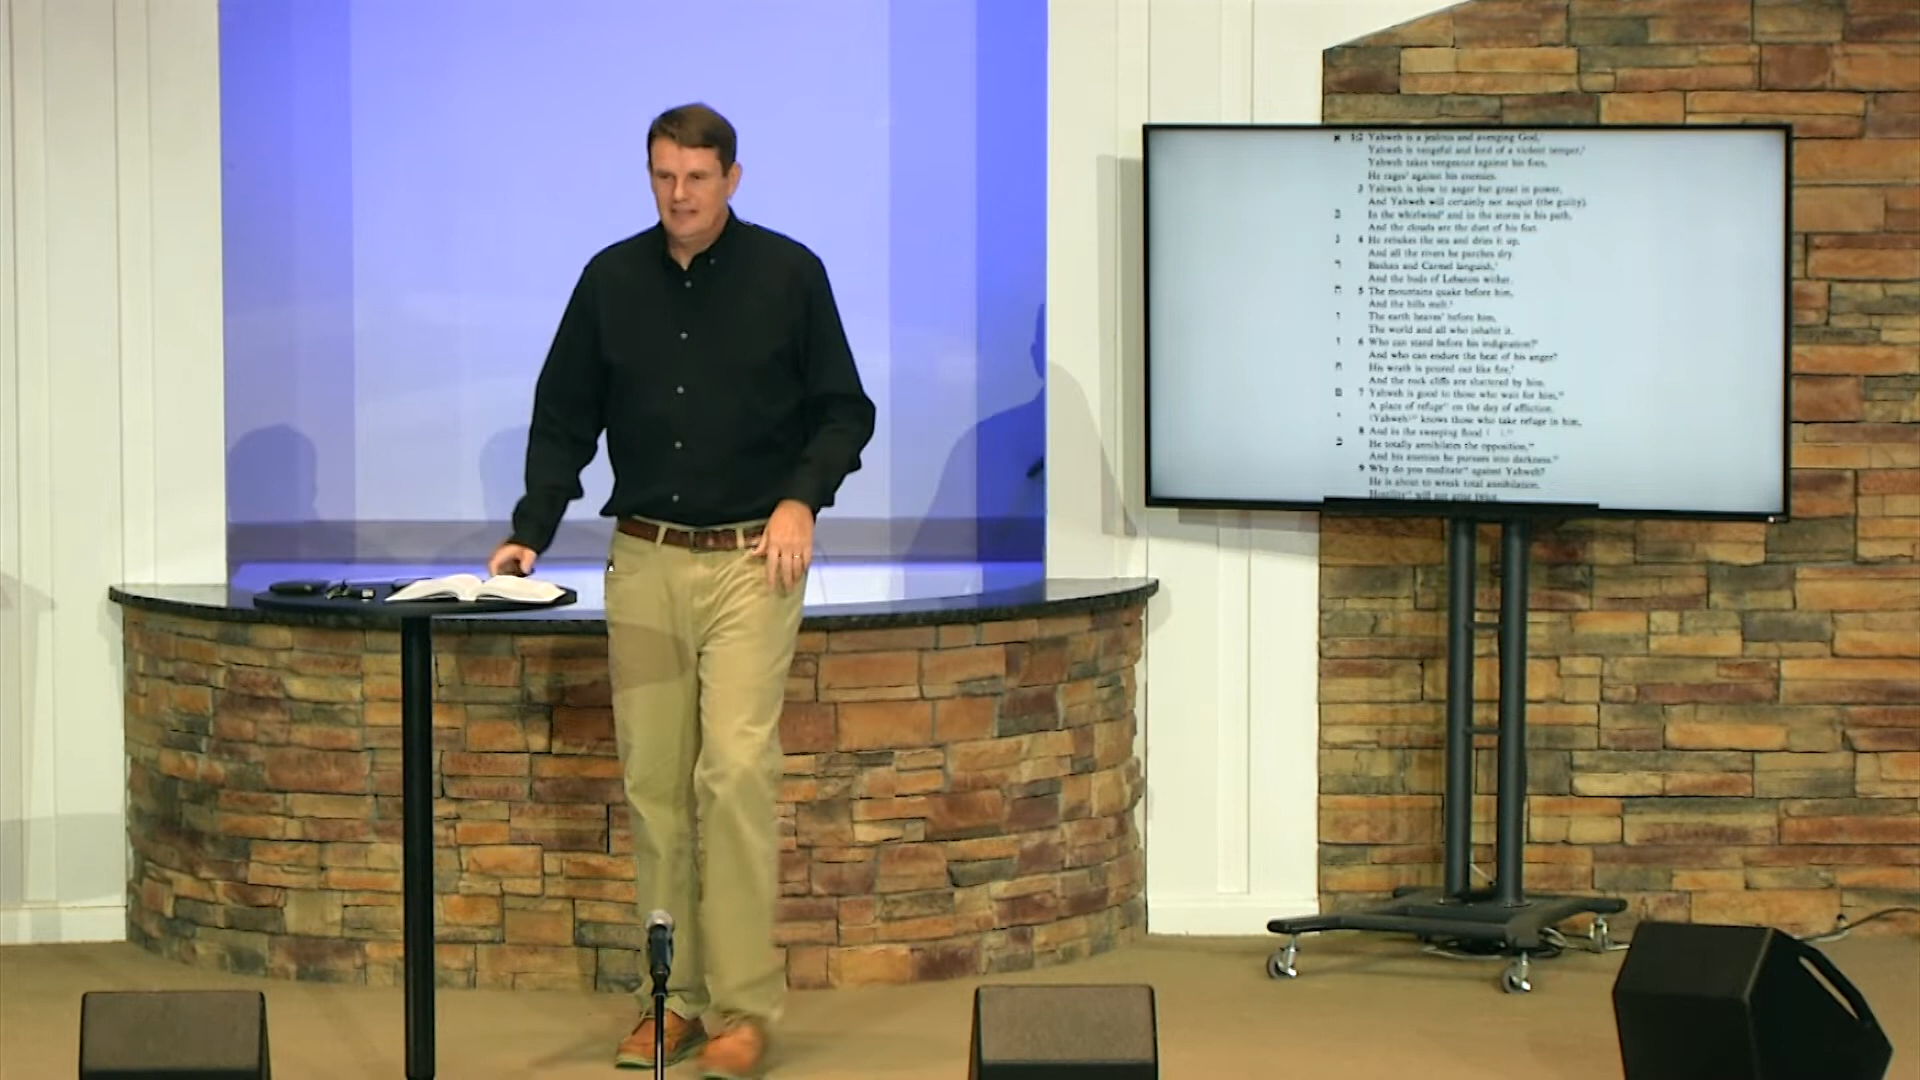 א 1:2 Yahweh is a jealous and avenging God,
Yahweh is vengeful and lord of a violent temper,
Yahweh takes vengeance against his foes,
He rages against his enemies.
3 Yahweh is slow to anger but great in power,
And Yahweh will certainly not acquit (the guilty).
ב In the whirlwind and in the storm is his path,
And the clouds are the dust of his feet.
ג 4 He rebukes the sea and dries it up,
And all the rivers he parches dry.
Bashan and Carmel languish,
And the buds of Lebanon wither.
ה 5 The mountains quake before him,
And the hills melt.
ו The earth heaves before him,
The world and all who inhabit it.
6 Who can stand before his indignation?
And who can endure the heat of his anger?
ח His wrath is poured out like fire,
And the rock cliffs are shattered by him.
ט 7 Yahweh is good to those who wait for him,
A place of refuge on the day of affliction.
(Yahweh) knows those who take refuge in him,
8 And in the sweeping flood
כ He totally annihilates the opposition,
And his enemies he pursues into darkness.
9 Why do you meditate against Yahweh?
He is about to wreak total annihilation,
Hostility will not arise twice.